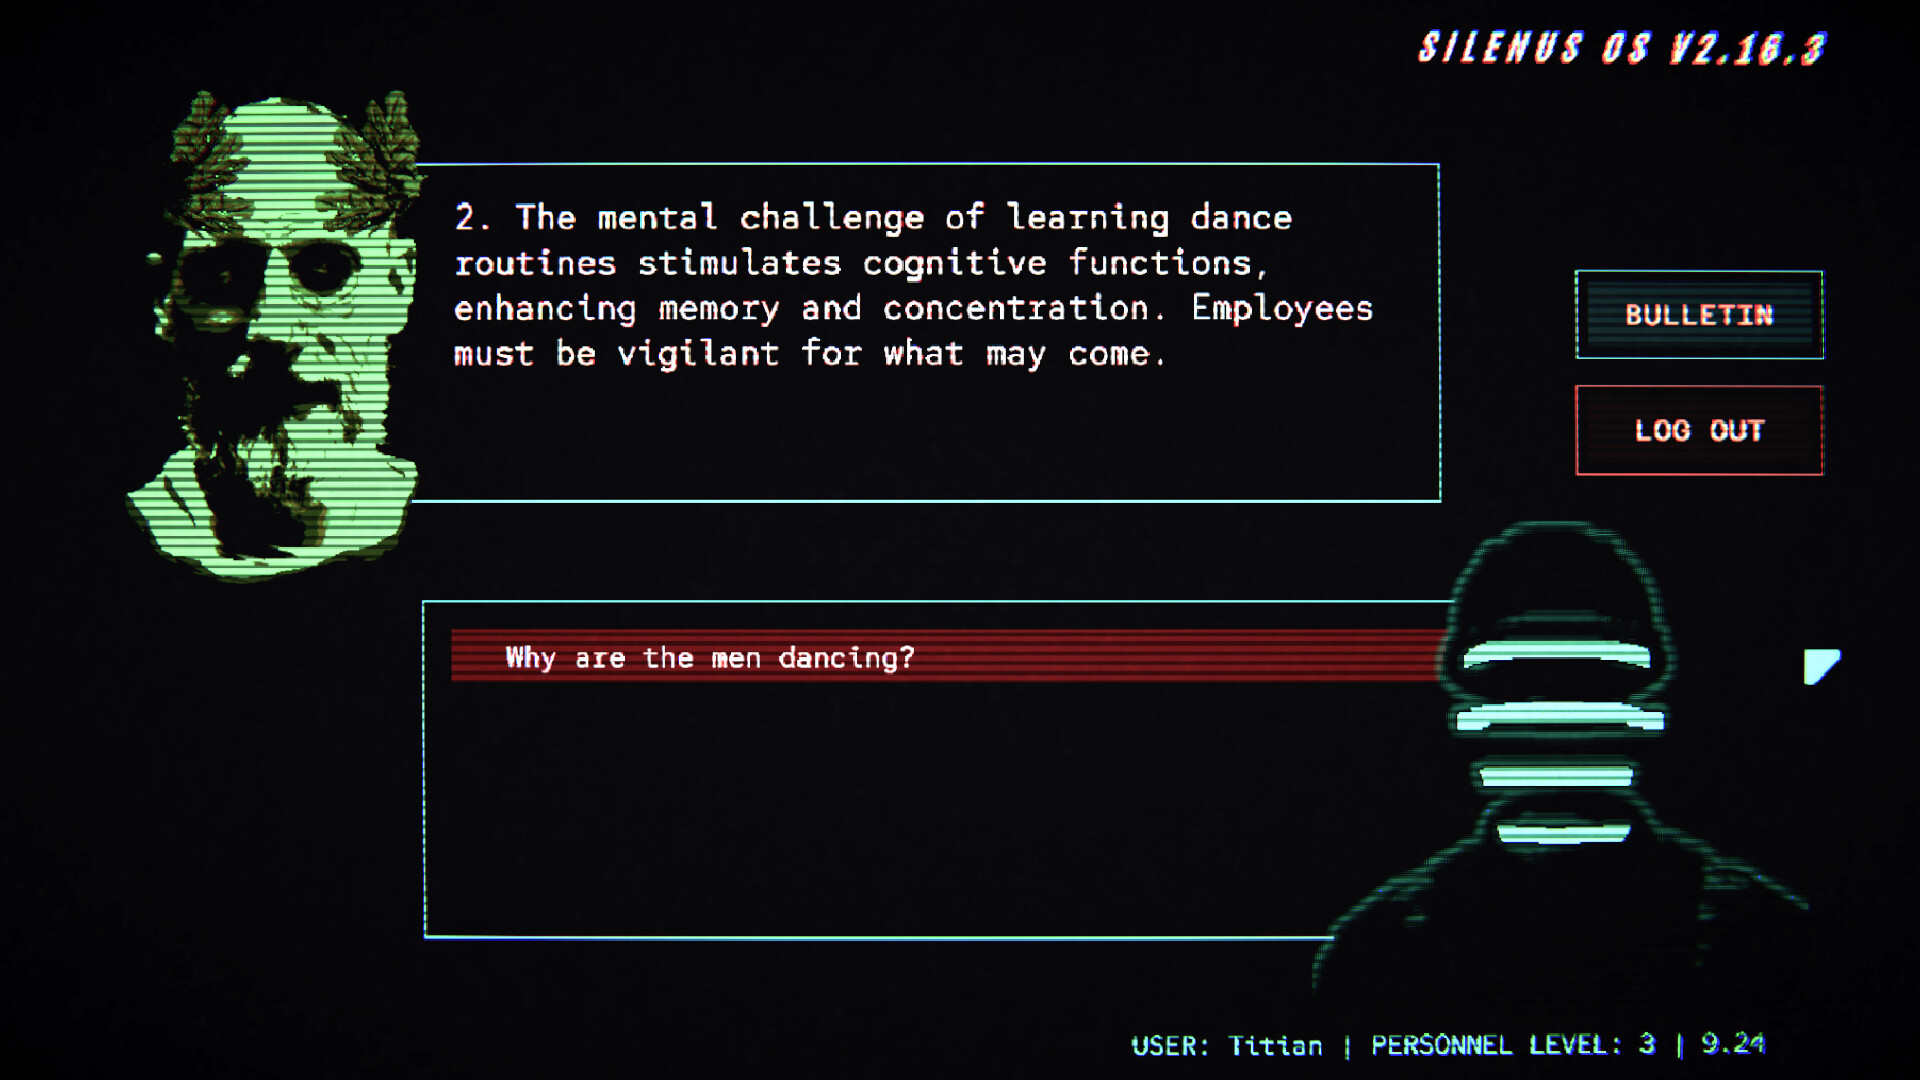 SILENUS OS V2.16.3
2. The mental challenge of learning dance
routines stimulates cognitive functions,
enhancing memory and concentration. Employees
must be vigilant for what may come.
BULLETIN
LOG OUT
Why are the men dancing?
USER: Titian | PERSONNEL LEVEL: 3 | 9.24